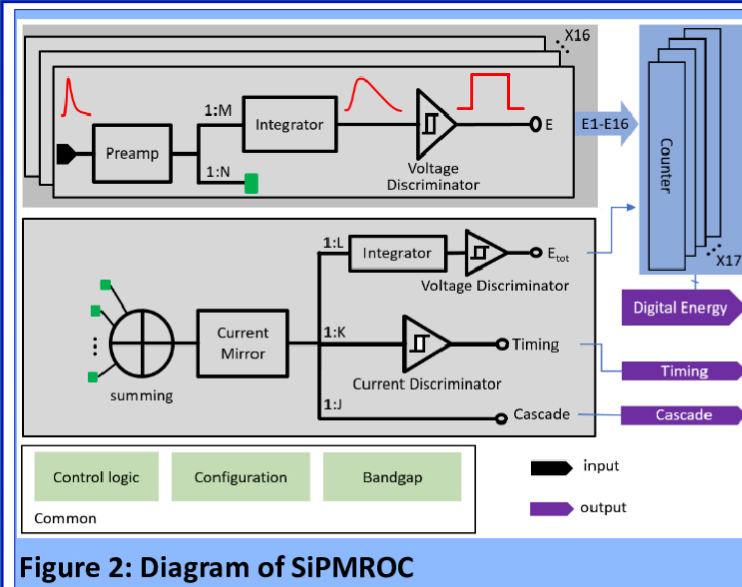 X16
1:M
Integrator
E
E1-E16
Preamp
1:N
Voltage
Discriminator
Counter
X17
1:L
Integrator
Etot
Voltage Discriminator
Digital Energy
Current
Mirror
1:K
Timing
Timing
summing
Current Discriminator
1:J
Cascade
Cascade
Control logic
Configuration
Bandgap
input
output
Common
Figure 2: Diagram of SiPMROC